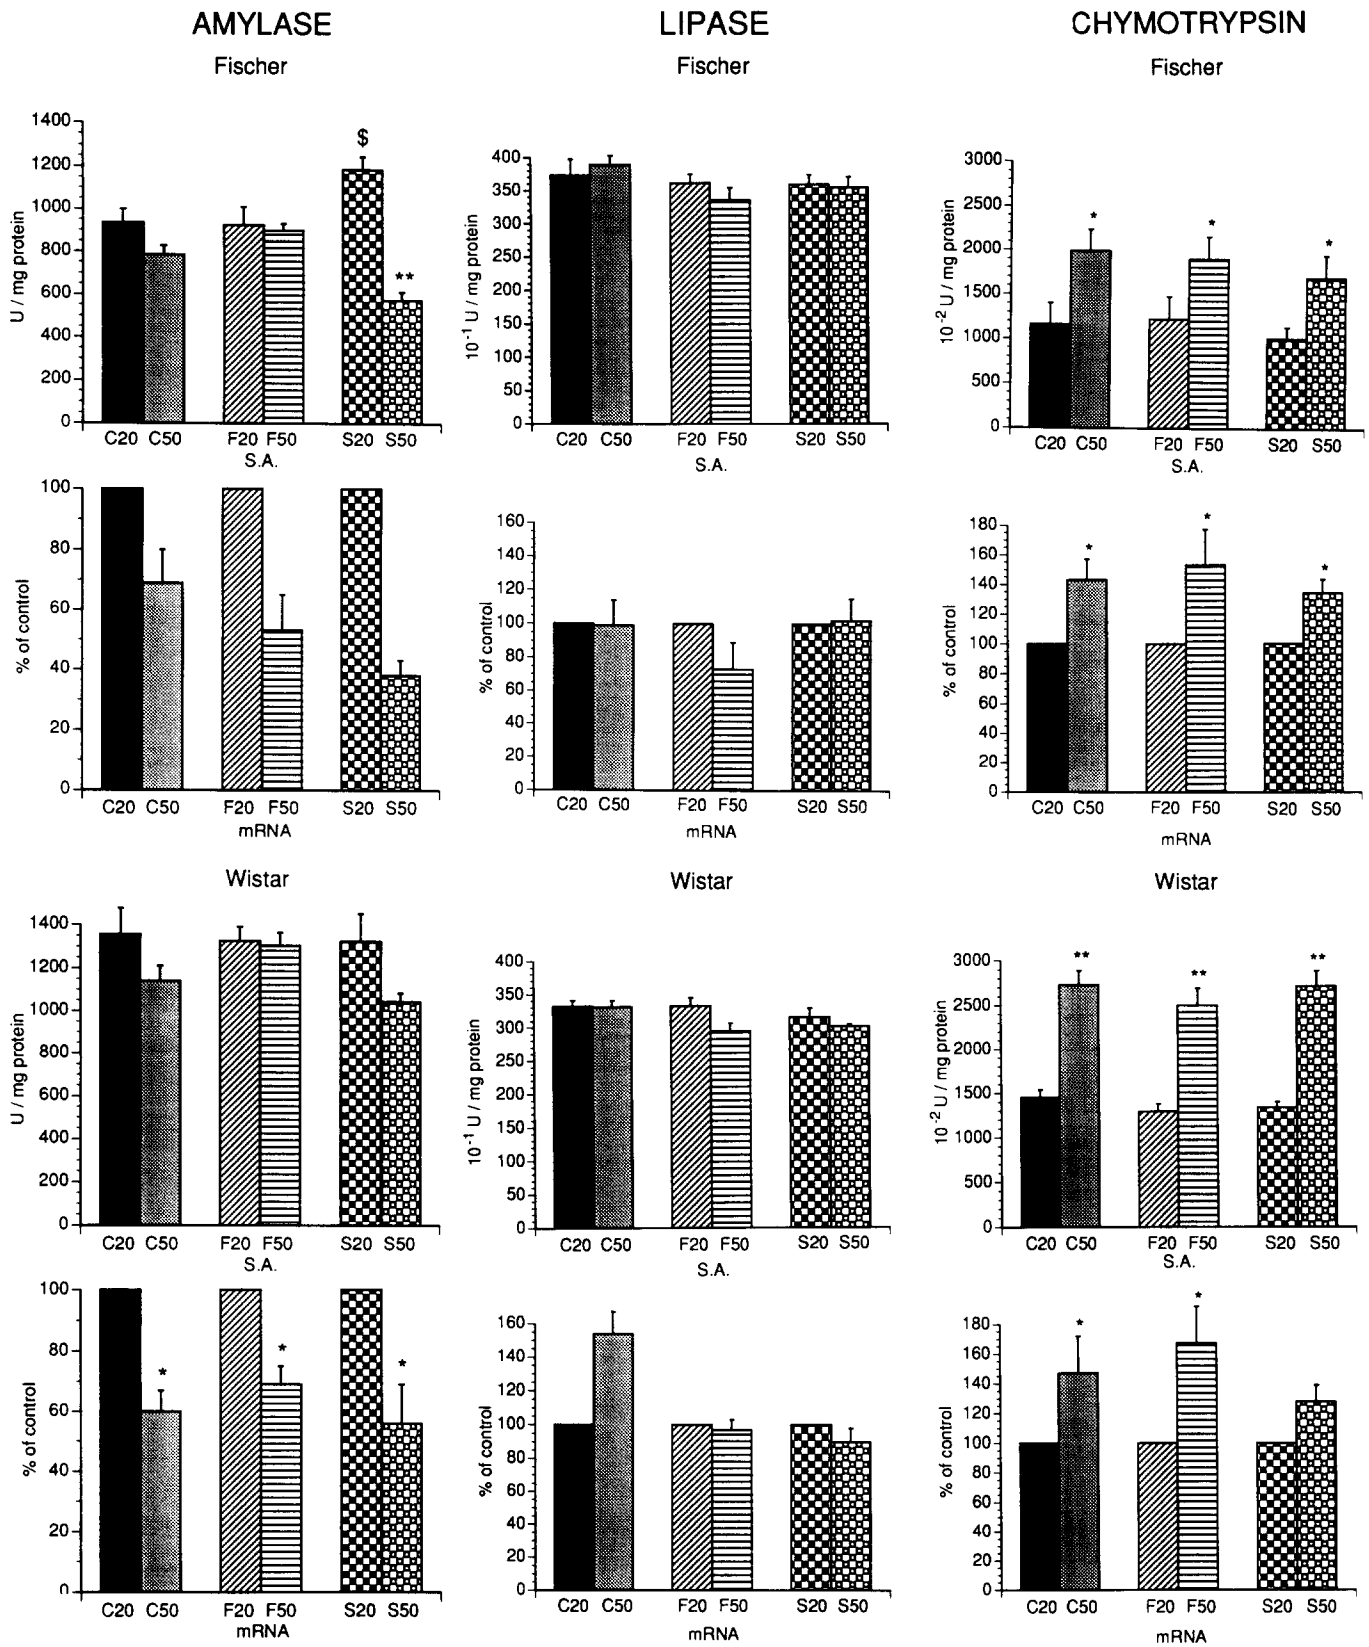 AMYLASE LIPASE CHYMOTRYPSIN
Fischer Fischer Fischer
1400
1200
1000
800
600
400
200
0
U / mg protein
$
**
C20 C50 F20 F50 S20 S50
S.A.
400
350
300
250
200
150
100
50
0
10⁻¹ U / mg protein
C20 C50 F20 F50 S20 S50
S.A.
3000
2500
2000
1500
1000
500
0
10⁻² U / mg protein
* * *
C20 C50 F20 F50 S20 S50
S.A.
100
80
60
40
20
0
% of control
C20 C50 F20 F50 S20 S50
mRNA
160
140
120
100
80
60
40
20
0
% of control
C20 C50 F20 F50 S20 S50
mRNA
180
160
140
120
100
80
60
40
20
0
% of control
* * *
C20 C50 F20 F50 S20 S50
mRNA
Wistar Wistar Wistar
1400
1200
1000
800
600
400
200
0
U / mg protein
C20 C50 F20 F50 S20 S50
S.A.
400
350
300
250
200
150
100
50
0
10⁻¹ U / mg protein
C20 C50 F20 F50 S20 S50
S.A.
3000
2500
2000
1500
1000
500
0
10⁻² U / mg protein
** ** **
C20 C50 F20 F50 S20 S50
S.A.
100
80
60
40
20
0
% of control
* * *
C20 C50 F20 F50 S20 S50
mRNA
160
140
120
100
80
60
40
20
0
% of control
C20 C50 F20 F50 S20 S50
mRNA
180
160
140
120
100
80
60
40
20
0
% of control
* *
C20 C50 F20 F50 S20 S50
mRNA